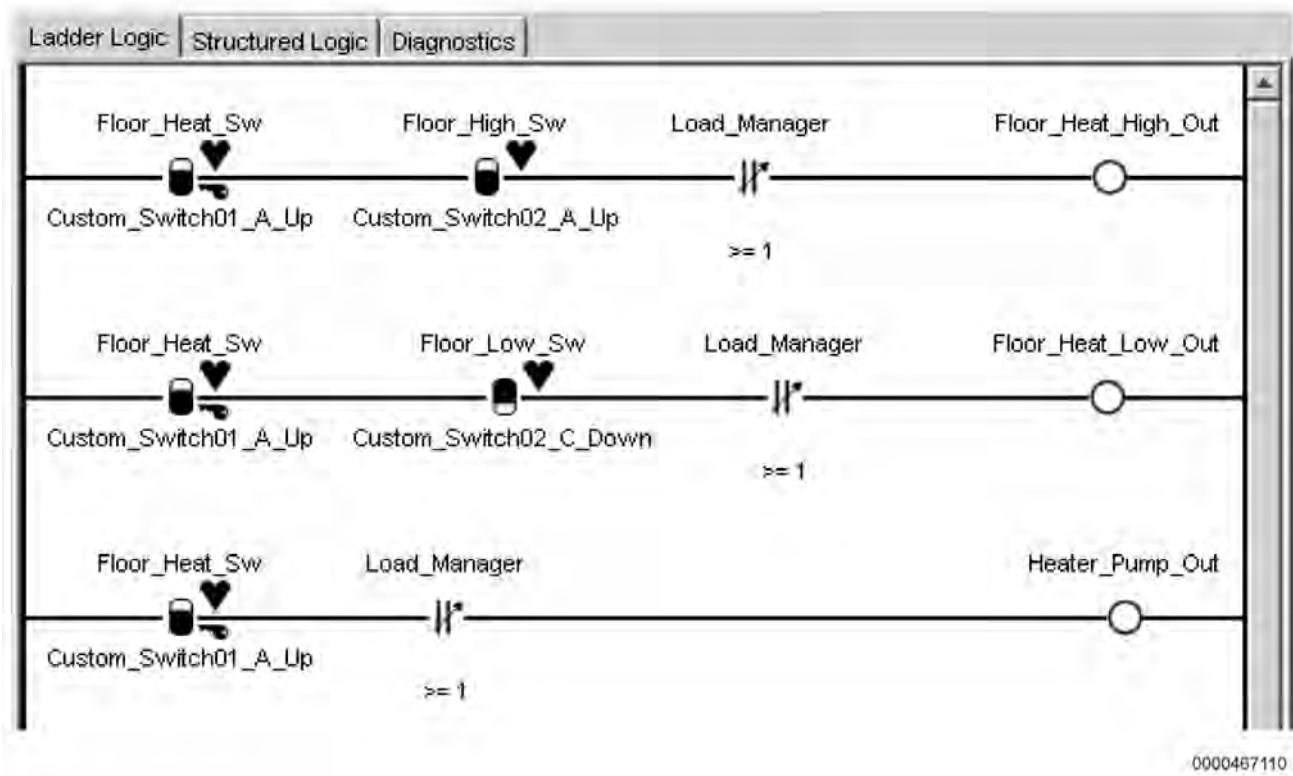 Ladder Logic Structured Logic Diagnostics
Floor_Heat_Sw Floor_High_Sw Load_Manager Floor_Heat_High_Out
Custom_Switch01_A_Up Custom_Switch02_A_Up
>= 1
Floor_Heat_Sw Floor_Low_Sw Load_Manager Floor_Heat_Low_Out
Custom_Switch01_A_Up Custom_Switch02_C_Down
>= 1
Floor_Heat_Sw Load_Manager Heater_Pump_Out
Custom_Switch01_A_Up
>= 1
0000467110